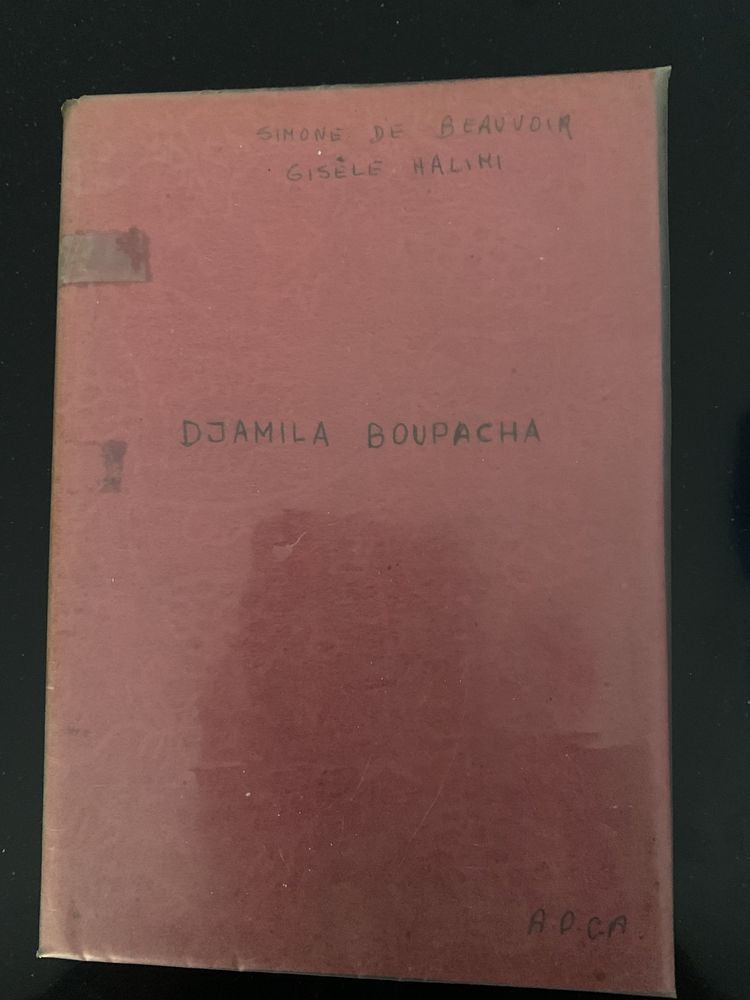 SIMONE DE BEAUVOIR
GISÈLE HALIMI
DJAMILA BOUPACHA
A.P.C.A